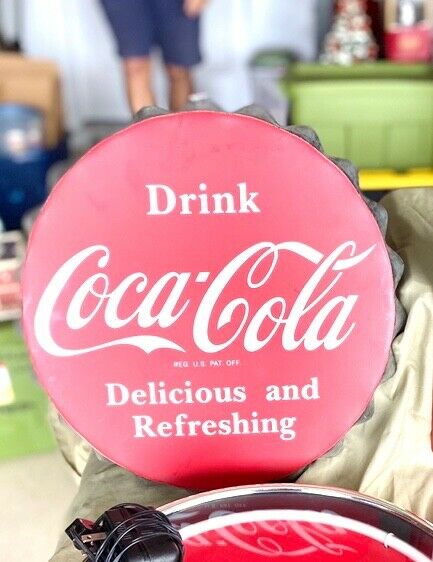 Drink
Coca-Cola
REG. U.S. PAT. OFF.
Delicious and
Refreshing